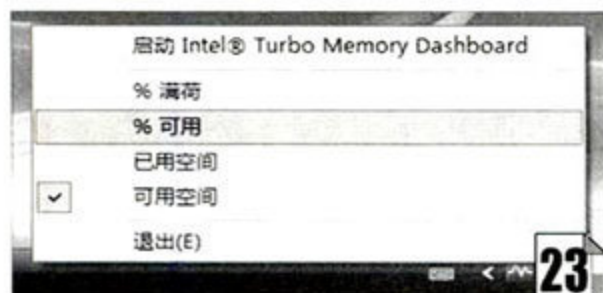 启动 Intel® Turbo Memory Dashboard
% 满荷
% 可用
已用空间
可用空间
退出(E)
23